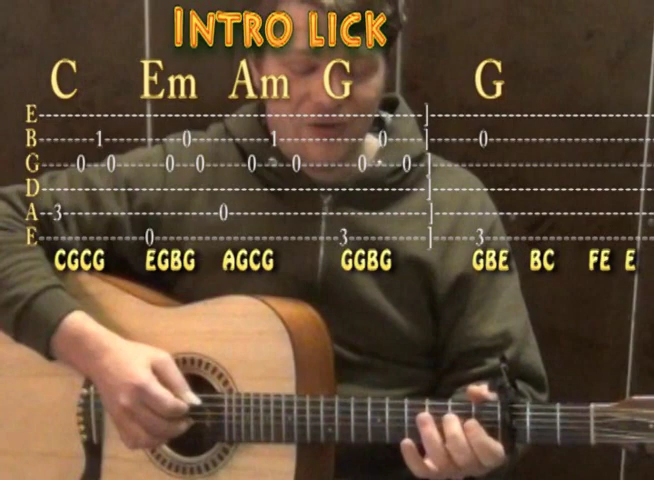 INTRO LICK
C Em Am G G
E-----------------------------------------]-----------------------
B------1--------0--------1----------0---]-----0-----------------
G----0--0-----0--0-----0---0------0---0-]-----------------------
D-----------------------------------------]-----------------------
A--3----------------0---------------------]-----------------------
E-----------0-------------------3---------]-----3-----------------
CGCG EGBG AGCG GGBG GBE BC FE E